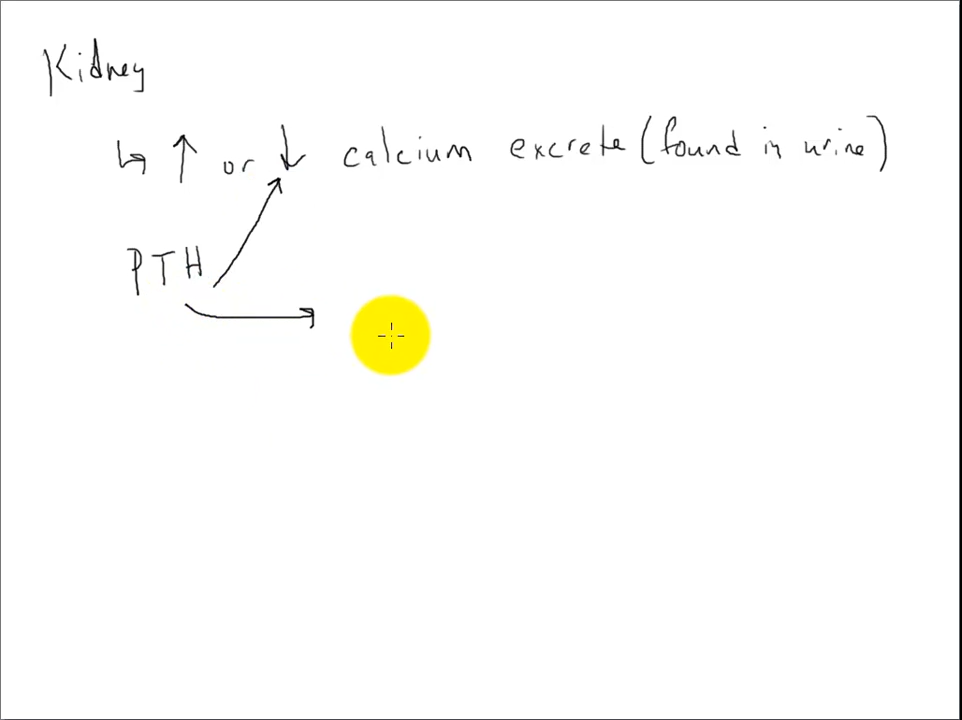 Kidney
↳ ↑ or ↓ calcium excrete (found in urine)
PTH